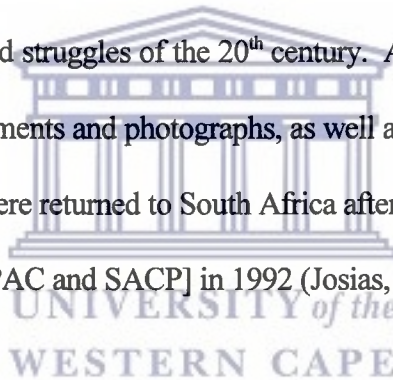 d struggles of the 20th century. A
ments and photographs, as well a
ere returned to South Africa after
PAC and SACP] in 1992 (Josias,
UNIVERSITY of the
WESTERN CAPE